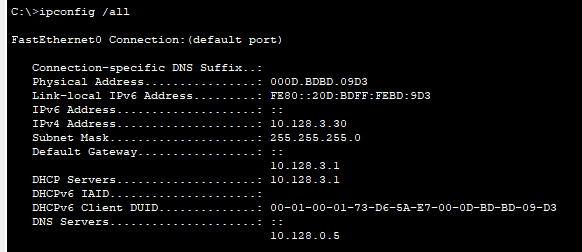 C:\>ipconfig /all
FastEthernet0 Connection:(default port)
Connection-specific DNS Suffix..:
Physical Address................: 000D.BDBD.09D3
Link-local IPv6 Address.........: FE80::20D:BDFF:FEBD:9D3
IPv6 Address....................: ::
IPv4 Address....................: 10.128.3.30
Subnet Mask.....................: 255.255.255.0
Default Gateway.................: ::
10.128.3.1
DHCP Servers....................: 10.128.3.1
DHCPv6 IAID.....................:
DHCPv6 Client DUID..............: 00-01-00-01-73-D6-5A-E7-00-0D-BD-BD-09-D3
DNS Servers.....................: ::
10.128.0.5